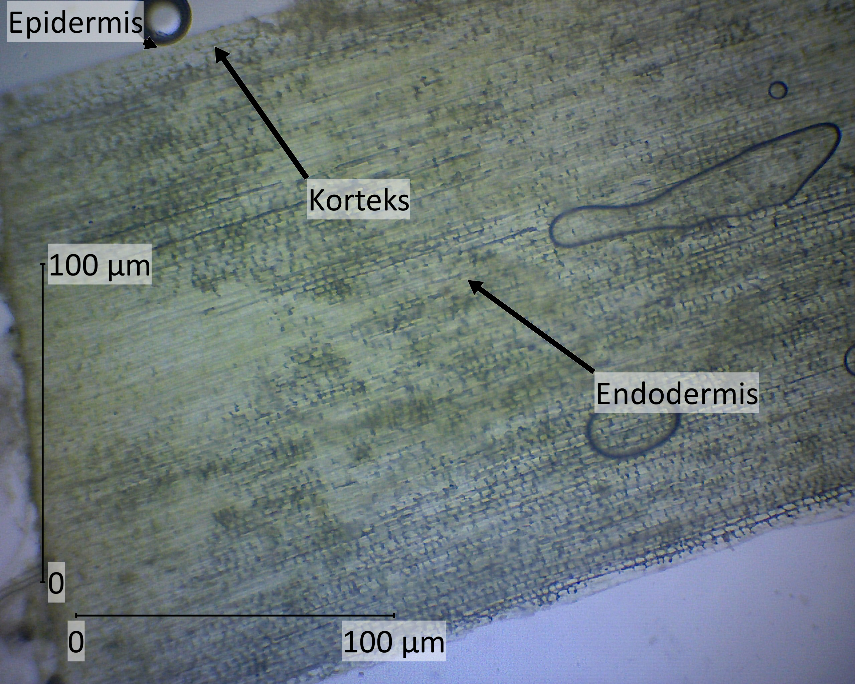 Epidermis
Korteks
100 µm
Endodermis
0
0
100 µm